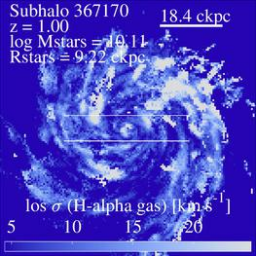 Subhalo 367170
18.4 ckpc
z = 1.00
log Mstars = 10.11
Rstars = 9.22 ckpc
los σ (H-alpha gas) [km s⁻¹]
5 10 15 20